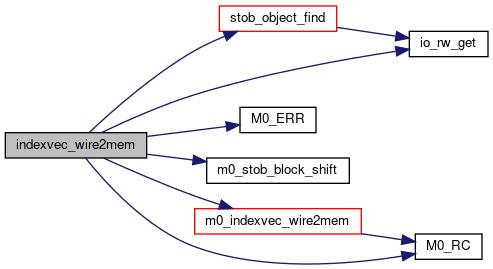 stob_object_find
io_rw_get
M0_ERR
indexvec_wire2mem
m0_stob_block_shift
m0_indexvec_wire2mem
M0_RC